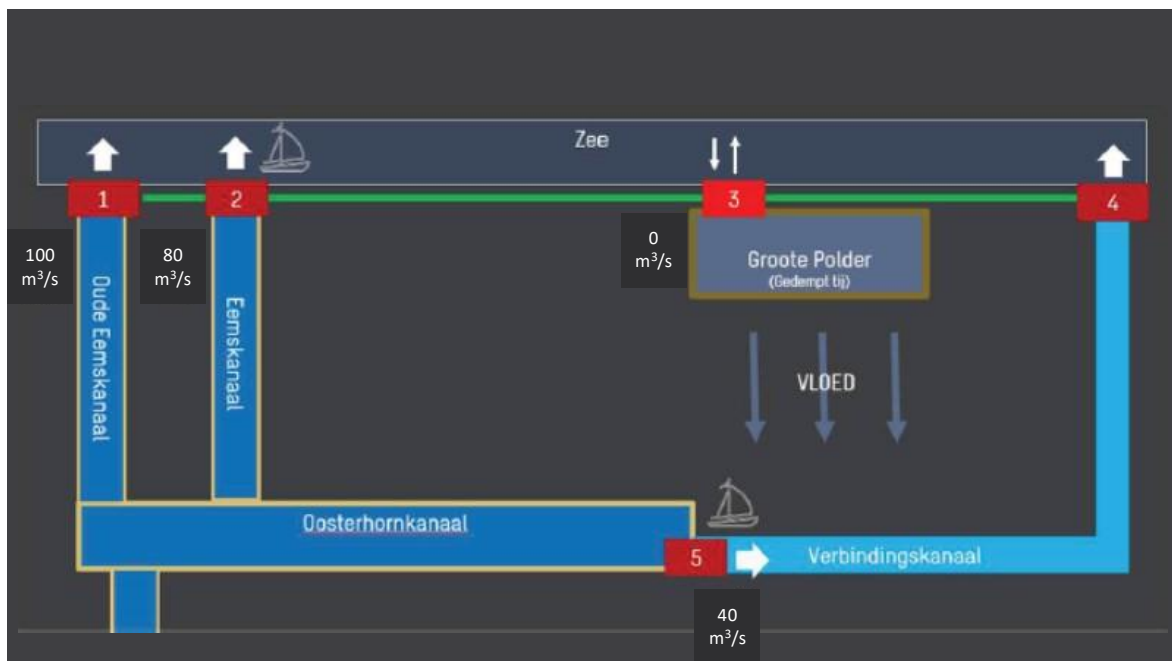 Zee
1
2
3
4
100
m³/s
80
m³/s
0
m³/s
Oude Eemskanaal
Eemskanaal
Groote Polder
(Gedempt tij)
VLOED
Oosterhornkanaal
5
Verbindingskanaal
40
m³/s